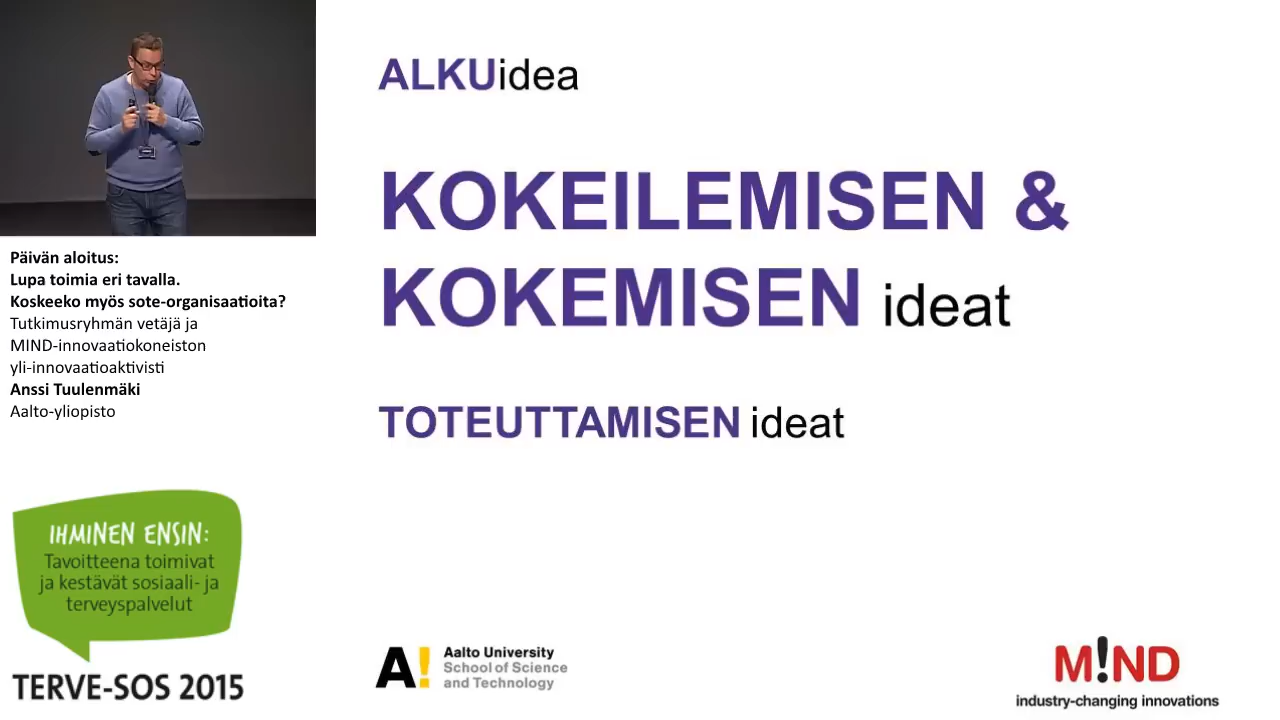 ALKUidea
KOKEILEMISEN &
KOKEMISEN ideat
TOTEUTTAMISEN ideat
Päivän aloitus:
Lupa toimia eri tavalla.
Koskeeko myös sote-organisaatioita?
Tutkimusryhmän vetäjä ja
MIND-innovaatiokoneiston
yli-innovaatioaktivisti
Anssi Tuulenmäki
Aalto-yliopisto
IHMINEN ENSIN:
Tavoitteena toimivat
ja kestävät sosiaali- ja
terveyspalvelut
TERVE-SOS 2015
A!
Aalto University
School of Science
and Technology
M!ND
industry-changing innovations